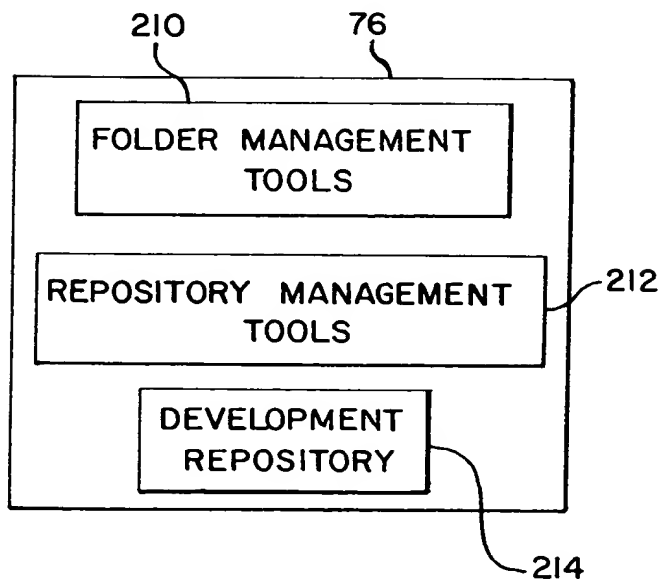 210
76
FOLDER MANAGEMENT
TOOLS
REPOSITORY MANAGEMENT
TOOLS
212
DEVELOPMENT
REPOSITORY
214